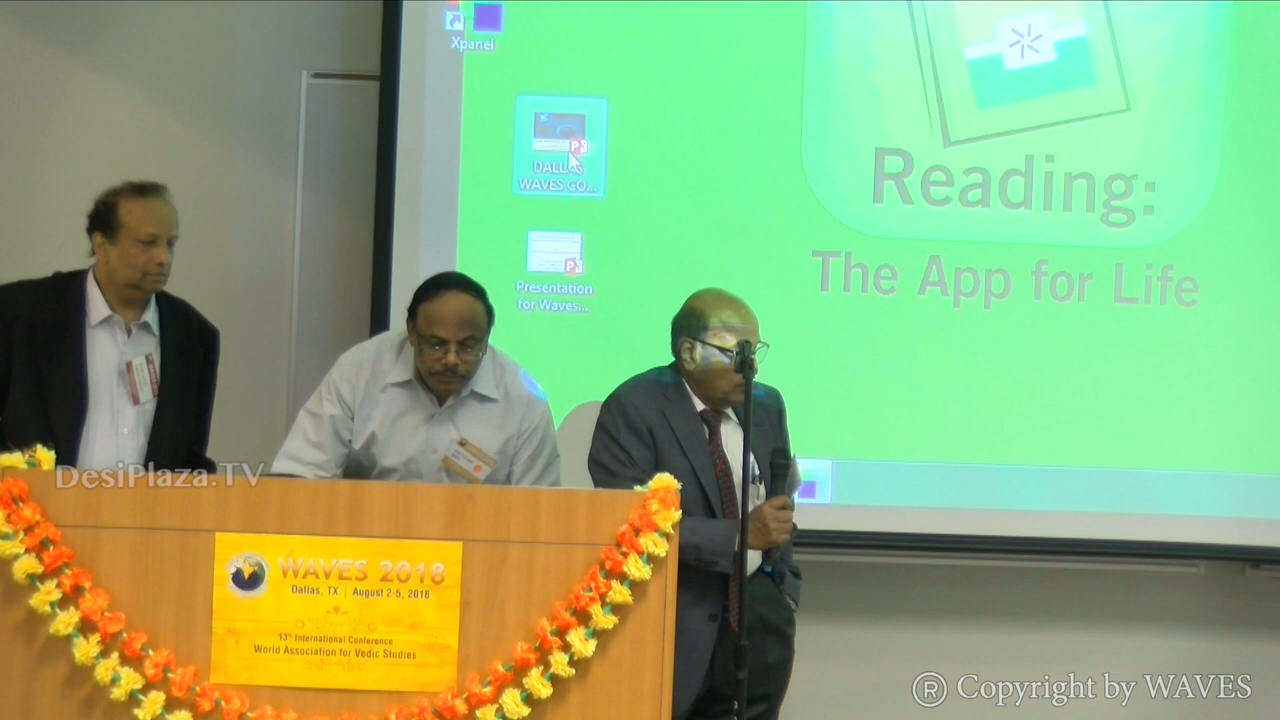 Xpanel
DALLAS
WAVES CO...
Presentation
for Waves...
Reading:
The App for Life
DesiPlaza.TV
WAVES 2018
Dallas, TX | August 2-5, 2018
13th International Conference
World Association for Vedic Studies
® Copyright by WAVES